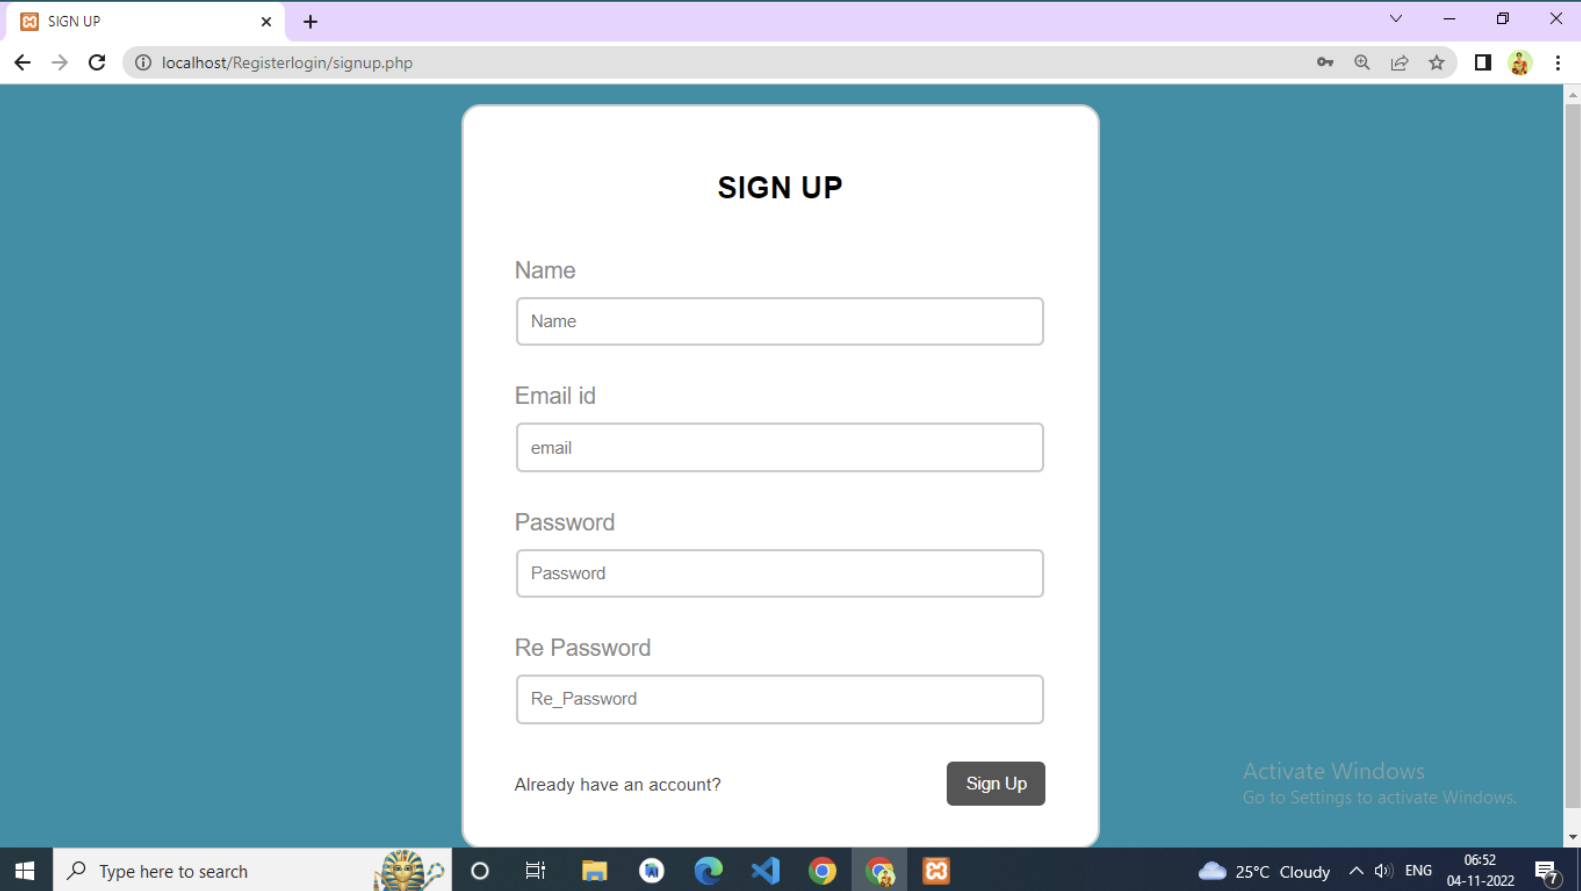 SIGN UP
localhost/Registerlogin/signup.php
SIGN UP
Name
Name
Email id
email
Password
Password
Re Password
Re_Password
Already have an account?
Sign Up
Activate Windows
Go to Settings to activate Windows.
Type here to search
25°C Cloudy
ENG
06:52
04-11-2022
7